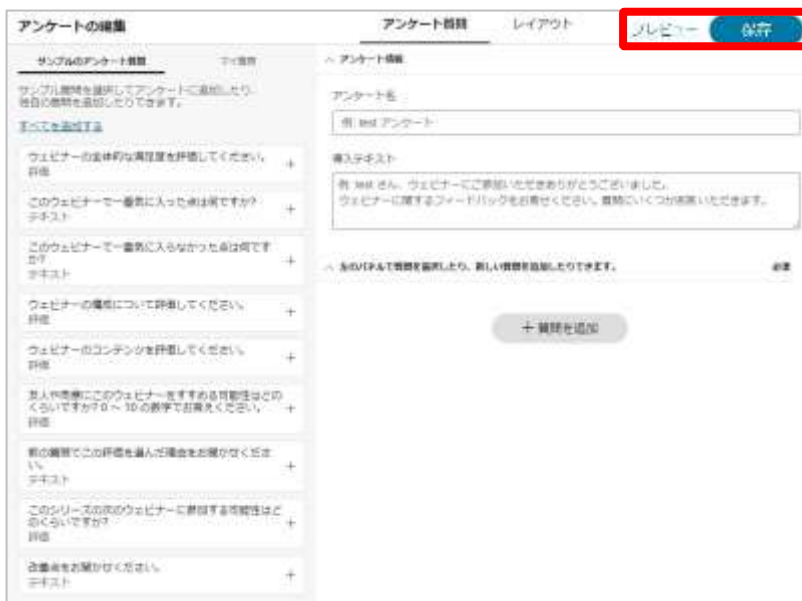 アンケートの編集
アンケート質問
レイアウト
プレビュー
保存
サンプルのアンケート質問
マイ質問
サンプル質問を選択してアンケートに追加したり、
独自の質問を追加したりできます。
すべてを追加する
ウェビナーの全体的な満足度を評価してください。
評価
このウェビナーで一番気に入った点は何ですか?
テキスト
このウェビナーで一番気に入らなかった点は何です
か?
テキスト
ウェビナーの構成について評価してください。
評価
ウェビナーのコンテンツを評価してください。
評価
友人や同僚にこのウェビナーをすすめる可能性はどの
くらいですか? 0 ~ 10 の数字でお答えください。
評価
前の質問でこの評価を選んだ理由をお聞かせくださ
い。
テキスト
このシリーズの次のウェビナーに参加する可能性はど
のくらいですか?
評価
改善点をお聞かせください。
テキスト
アンケート情報
アンケート名
例: test アンケート
導入テキスト
例: test さん、ウェビナーにご参加いただきありがとうございました。
ウェビナーに関するフィードバックをお寄せください。質問にいくつかお答えいただきます。
左のパネルで質問を選択したり、新しい質問を追加したりできます。
必須
+ 質問を追加